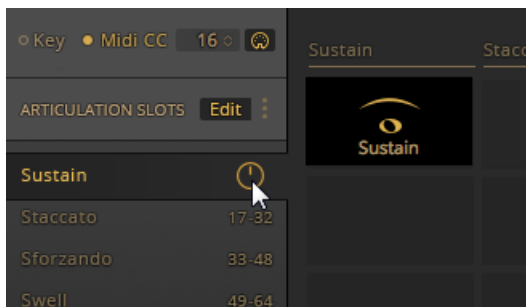 Key Midi CC 16
ARTICULATION SLOTS Edit
Sustain
Staccato 17-32
Sforzando 33-48
Swell 49-64
Sustain Stacc
Sustain